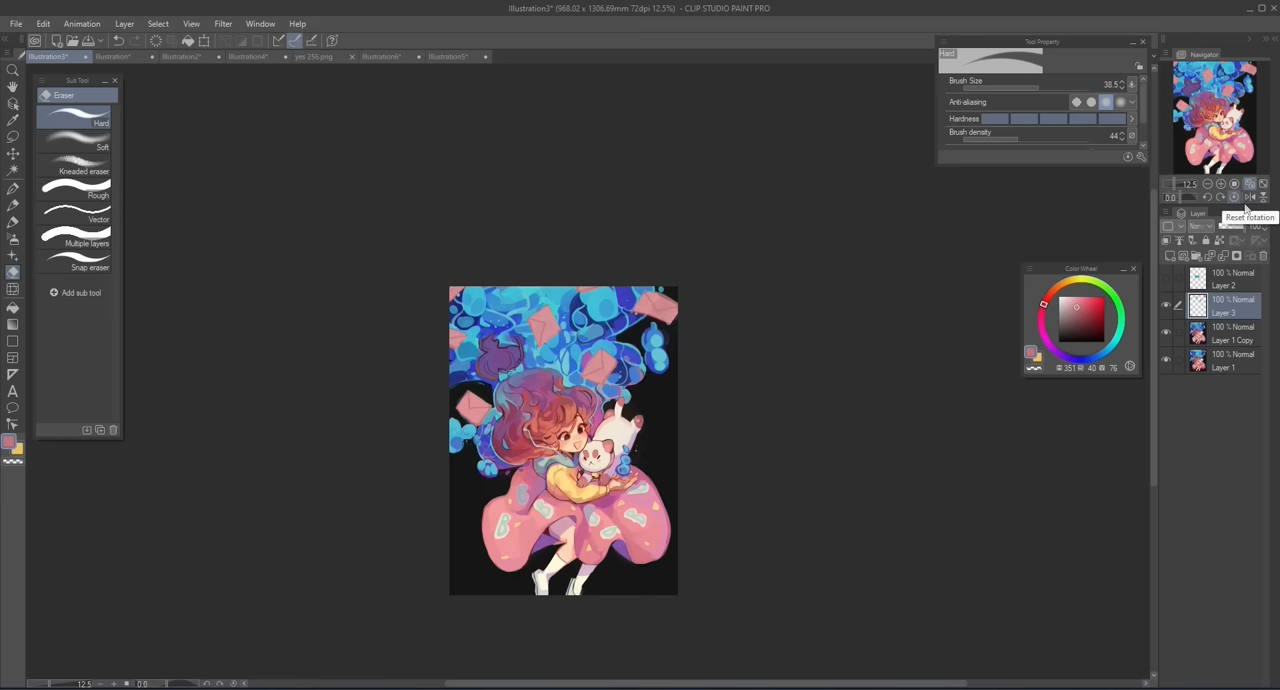 Illustration3* (968.02 x 1306.69mm 72dpi 12.5%) - CLIP STUDIO PAINT PRO
File Edit Animation Layer Select View Filter Window Help
Illustration3* Illustration* Illustration2* Illustration4* yes 256.png Illustration6* Illustration5*
Sub Tool
Eraser
Hard
Soft
Kneaded eraser
Rough
Vector
Multiple layers
Snap eraser
Add sub tool
Tool Property
Hard
Brush Size 38.5
Anti-aliasing
Hardness
Brush density 44
Navigator
12.5
0.0
Reset rotation
Layer
100
100 % Normal
Layer 2
100 % Normal
Layer 3
100 % Normal
Layer 1 Copy
100 % Normal
Layer 1
Color Wheel
351 40 76
B B B B B
12.5 0.0